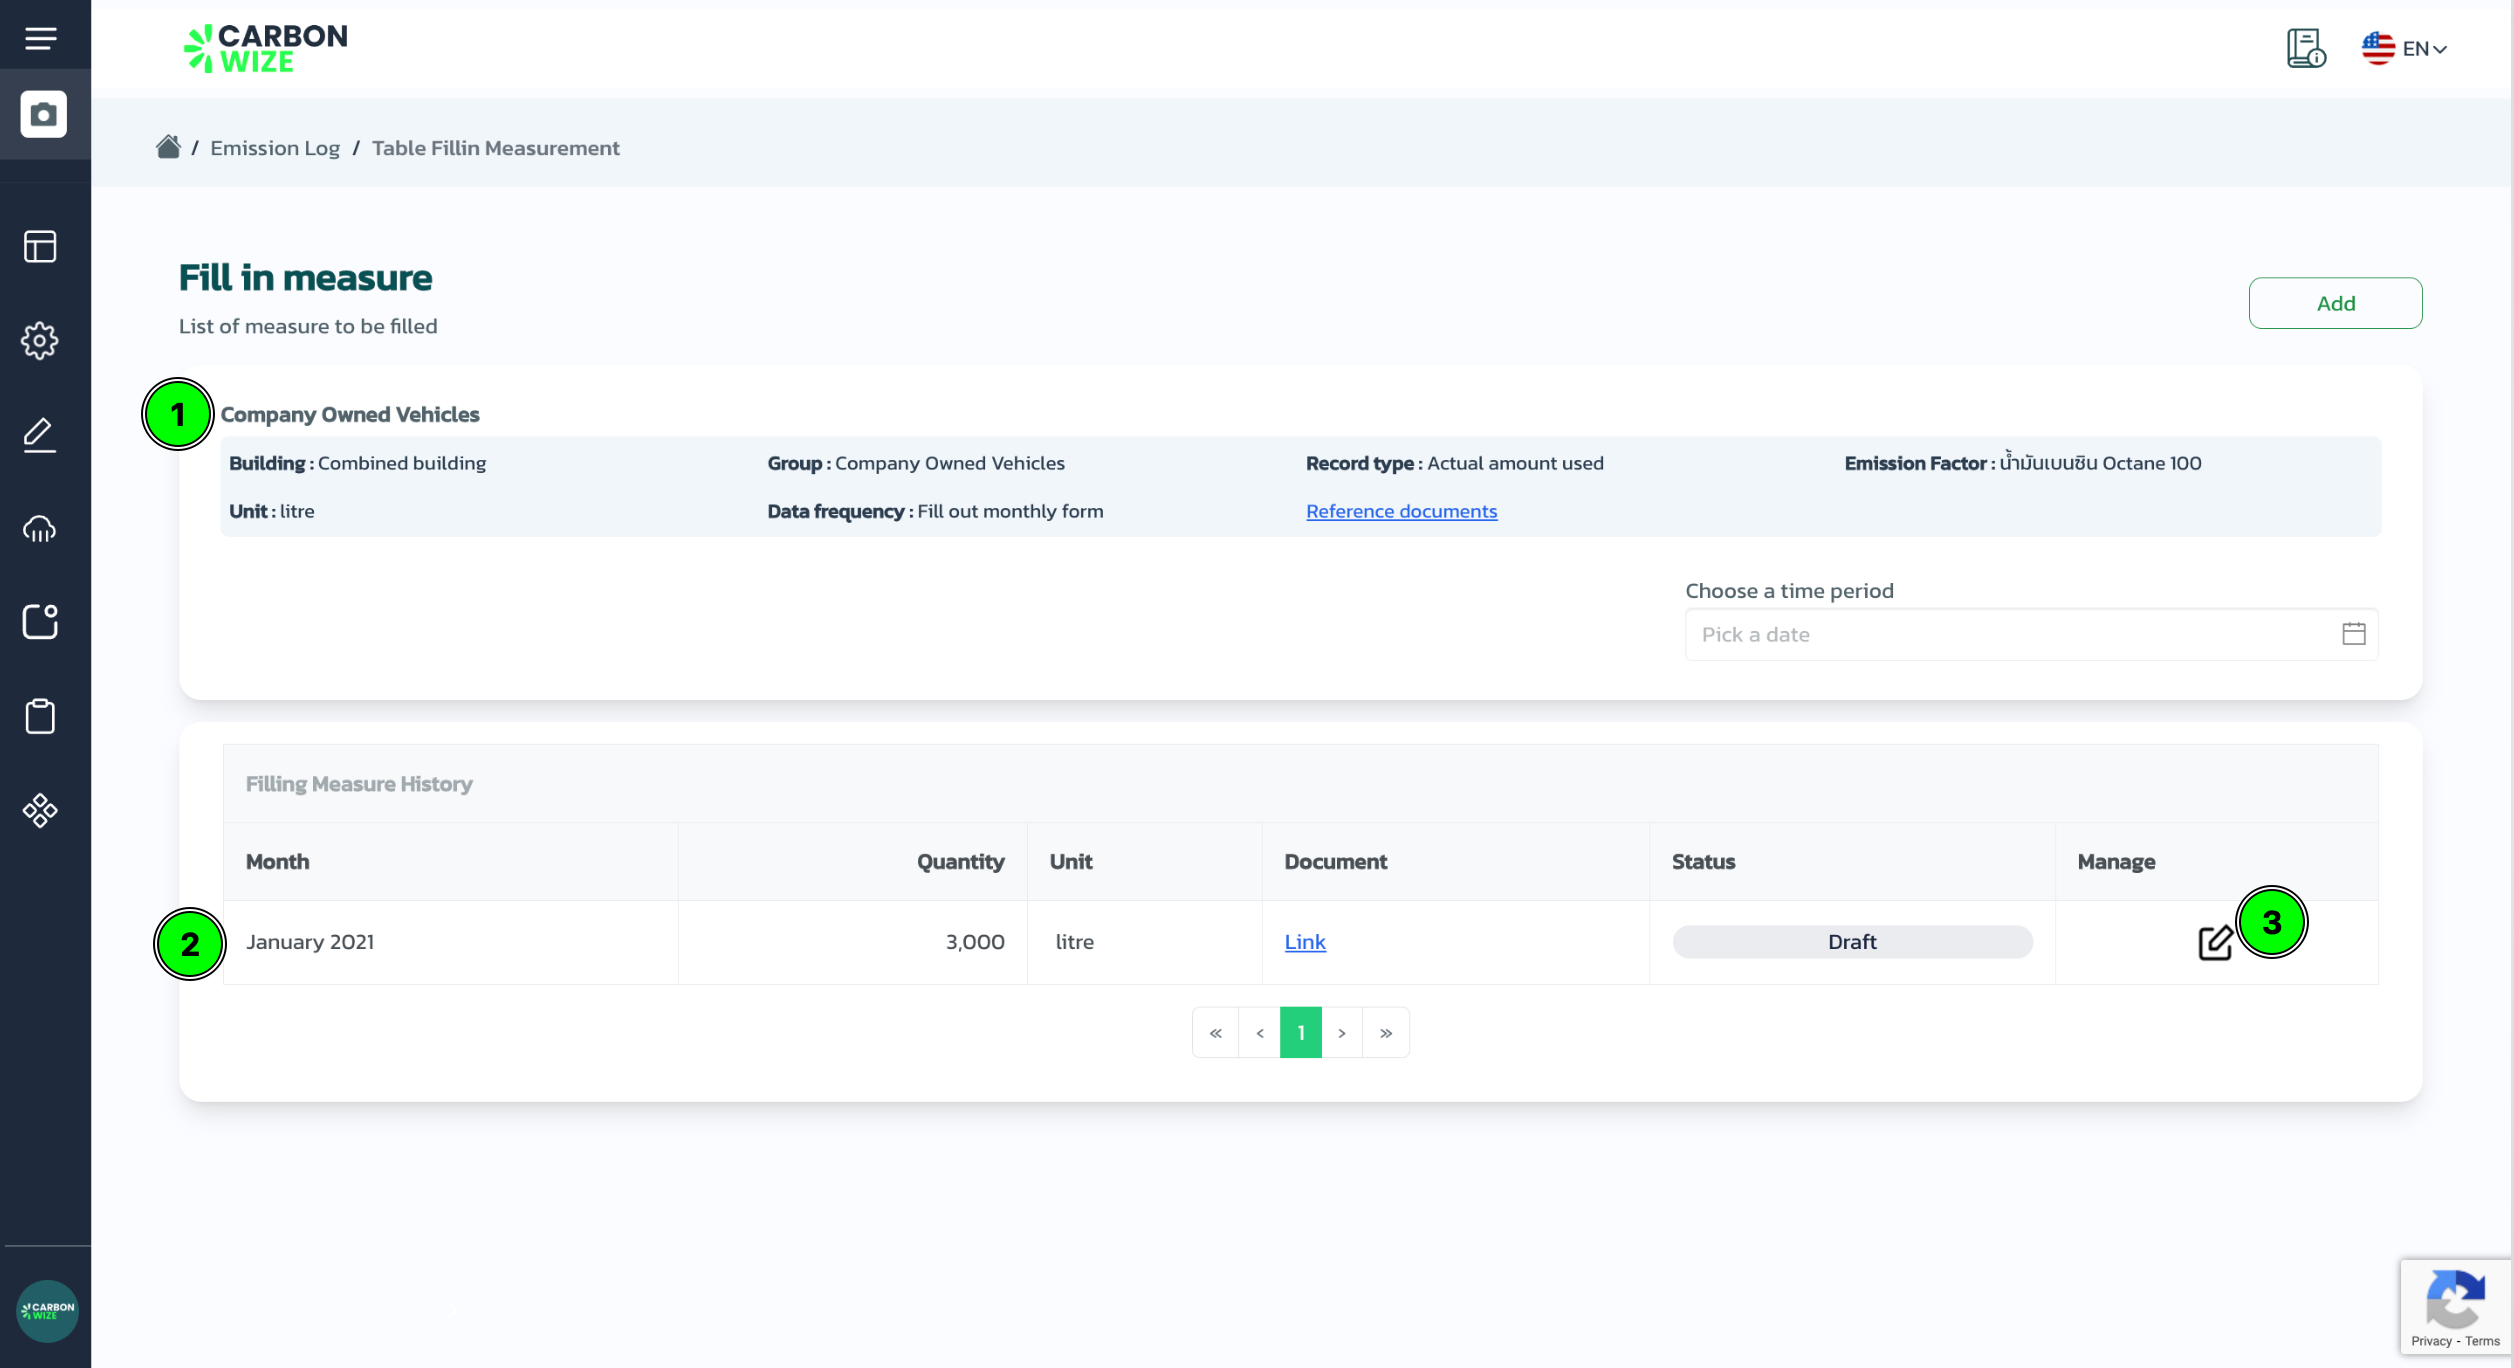 CARBON
WIZE
EN
/ Emission Log / Table Fillin Measurement
Fill in measure
List of measure to be filled
Add
1
Company Owned Vehicles
Building : Combined building
Group : Company Owned Vehicles
Record type : Actual amount used
Emission Factor : น้ำมันเบนซิน Octane 100
Unit : litre
Data frequency : Fill out monthly form
Reference documents
Choose a time period
Pick a date
Filling Measure History
Month
Quantity
Unit
Document
Status
Manage
2
January 2021
3,000
litre
Link
Draft
3
« < 1 > »
CARBON
WIZE
Privacy - Terms